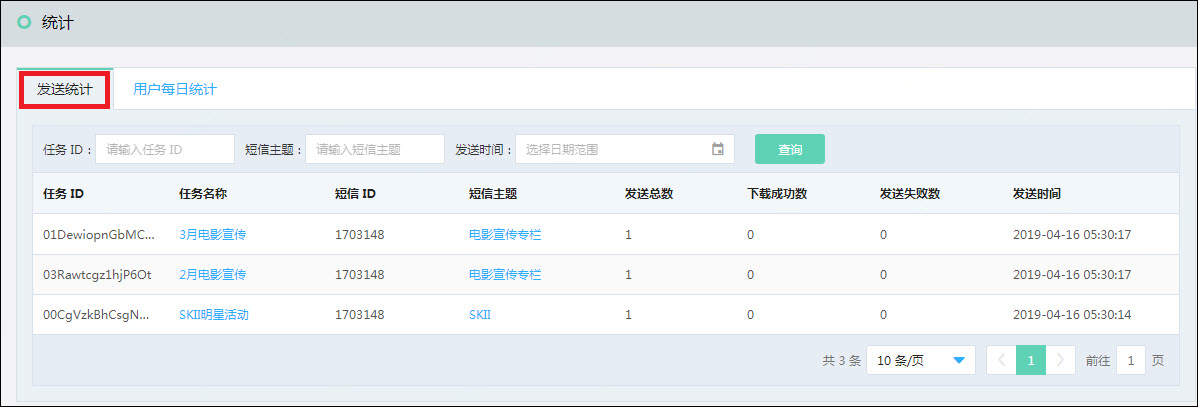 统计
发送统计 用户每日统计
任务 ID : 请输入任务 ID 短信主题 : 请输入短信主题 发送时间 : 选择日期范围 查询
任务 ID 任务名称 短信 ID 短信主题 发送总数 下载成功数 发送失败数 发送时间
01DewiopnGbMC... 3月电影宣传 1703148 电影宣传专栏 1 0 0 2019-04-16 05:30:17
03Rawtcgz1hjP6Ot 2月电影宣传 1703148 电影宣传专栏 1 0 0 2019-04-16 05:30:17
00CgVzkBhCsgN... SKII明星活动 1703148 SKII 1 0 0 2019-04-16 05:30:14
共 3 条 10 条/页 1 前往 1 页